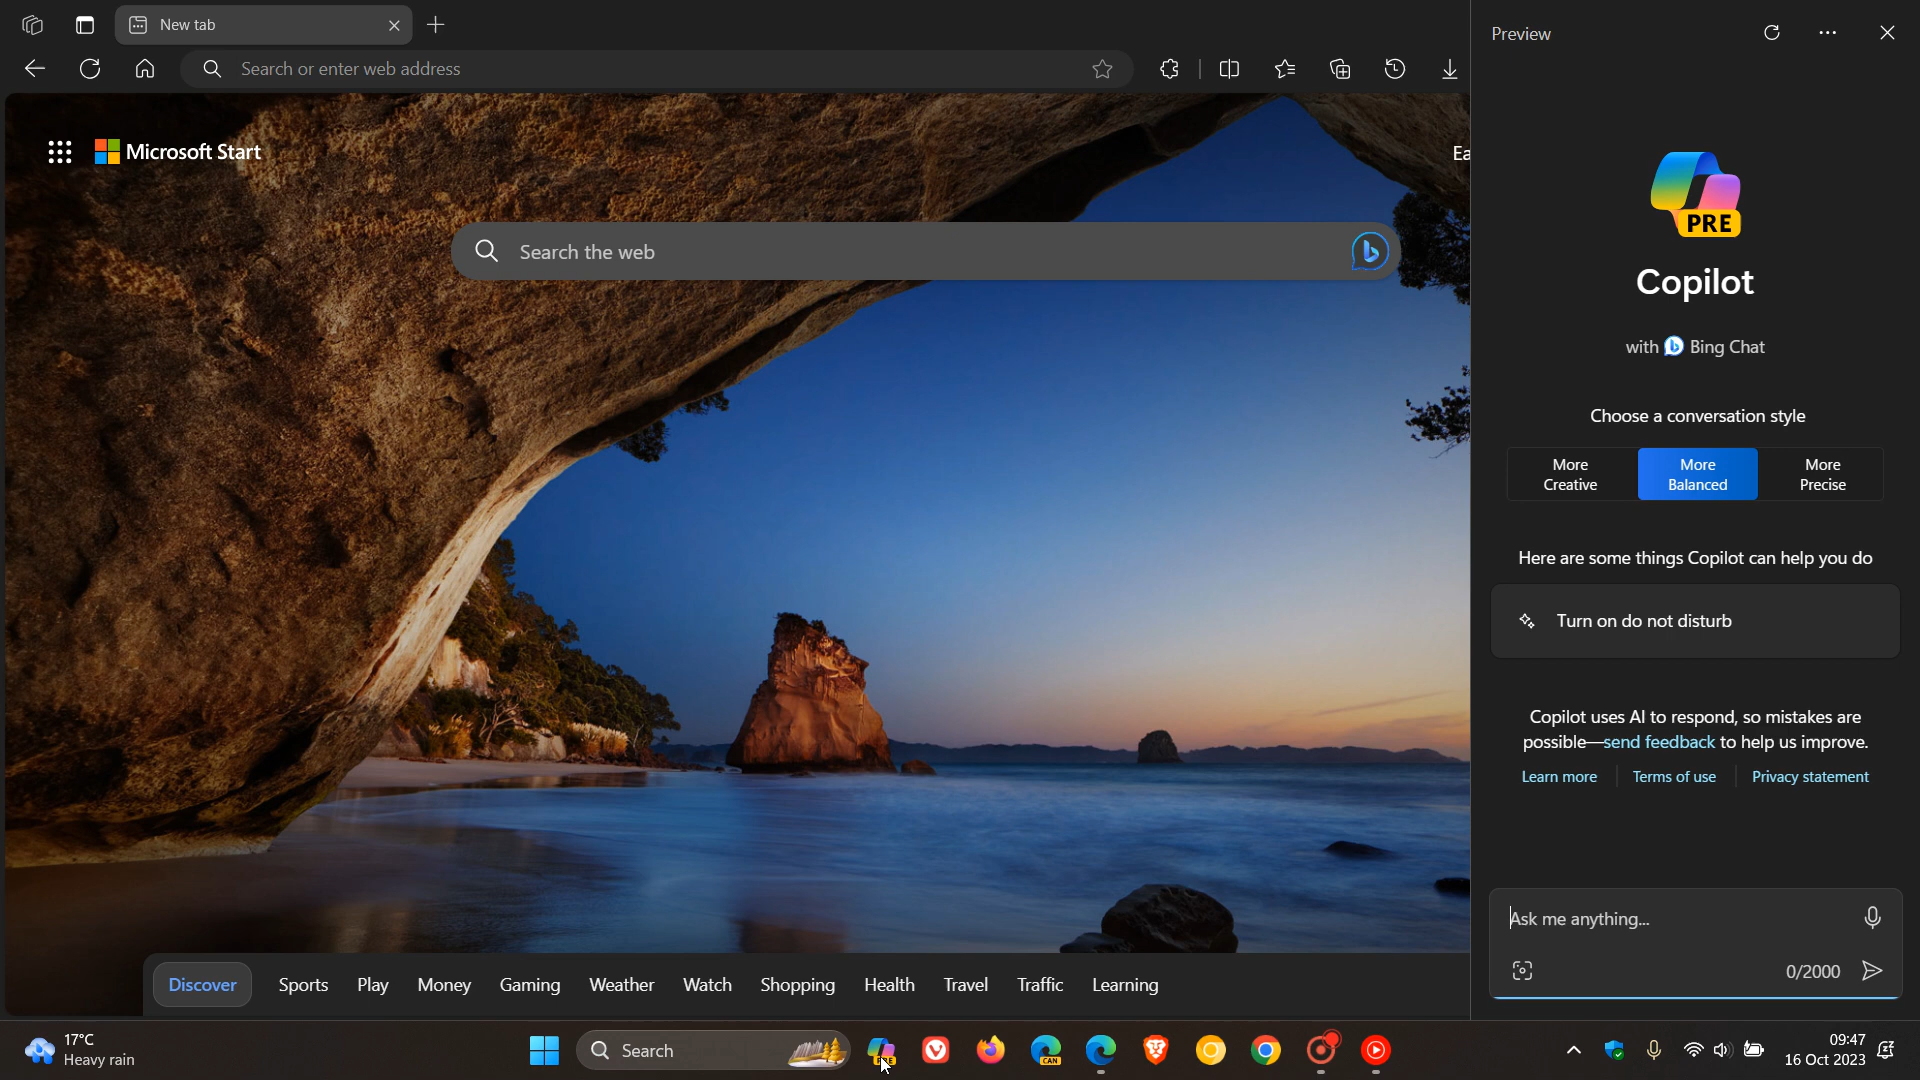 New tab
Search or enter web address
Microsoft Start
Ea
Search the web
Discover Sports Play Money Gaming Weather Watch Shopping Health Travel Traffic Learning
Preview
PRE
Copilot
with Bing Chat
Choose a conversation style
More
Creative
More
Balanced
More
Precise
Here are some things Copilot can help you do
Turn on do not disturb
Copilot uses AI to respond, so mistakes are
possible—send feedback to help us improve.
Learn more Terms of use Privacy statement
Ask me anything...
0/2000
17°C
Heavy rain
Search
CAN
09:47
16 Oct 2023